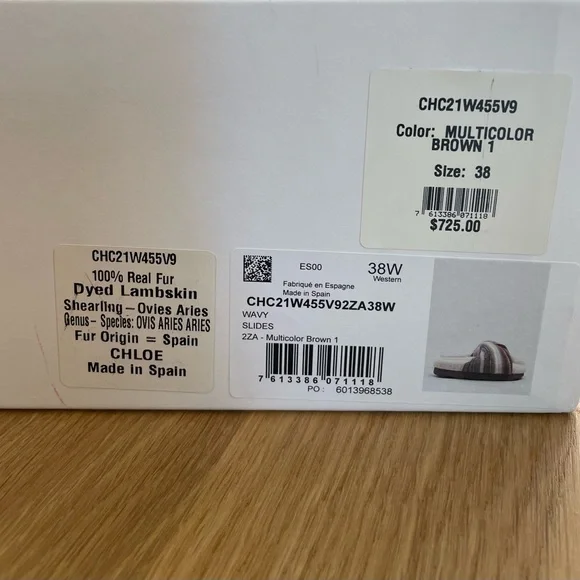 CHC21W455V9
Color: MULTICOLOR
BROWN 1
Size: 38
7 613386 071118
$725.00
CHC21W455V9
100% Real Fur
Dyed Lambskin
Shearling - Ovies Aries
Genus - Species: OVIS ARIES ARIES
Fur Origin = Spain
CHLOE
Made in Spain
ES00
38W
Western
Fabriqué en Espagne
Made in Spain
CHC21W455V92ZA38W
WAVY
SLIDES
2ZA - Multicolor Brown 1
7 613386 071118
PO : 6013968538